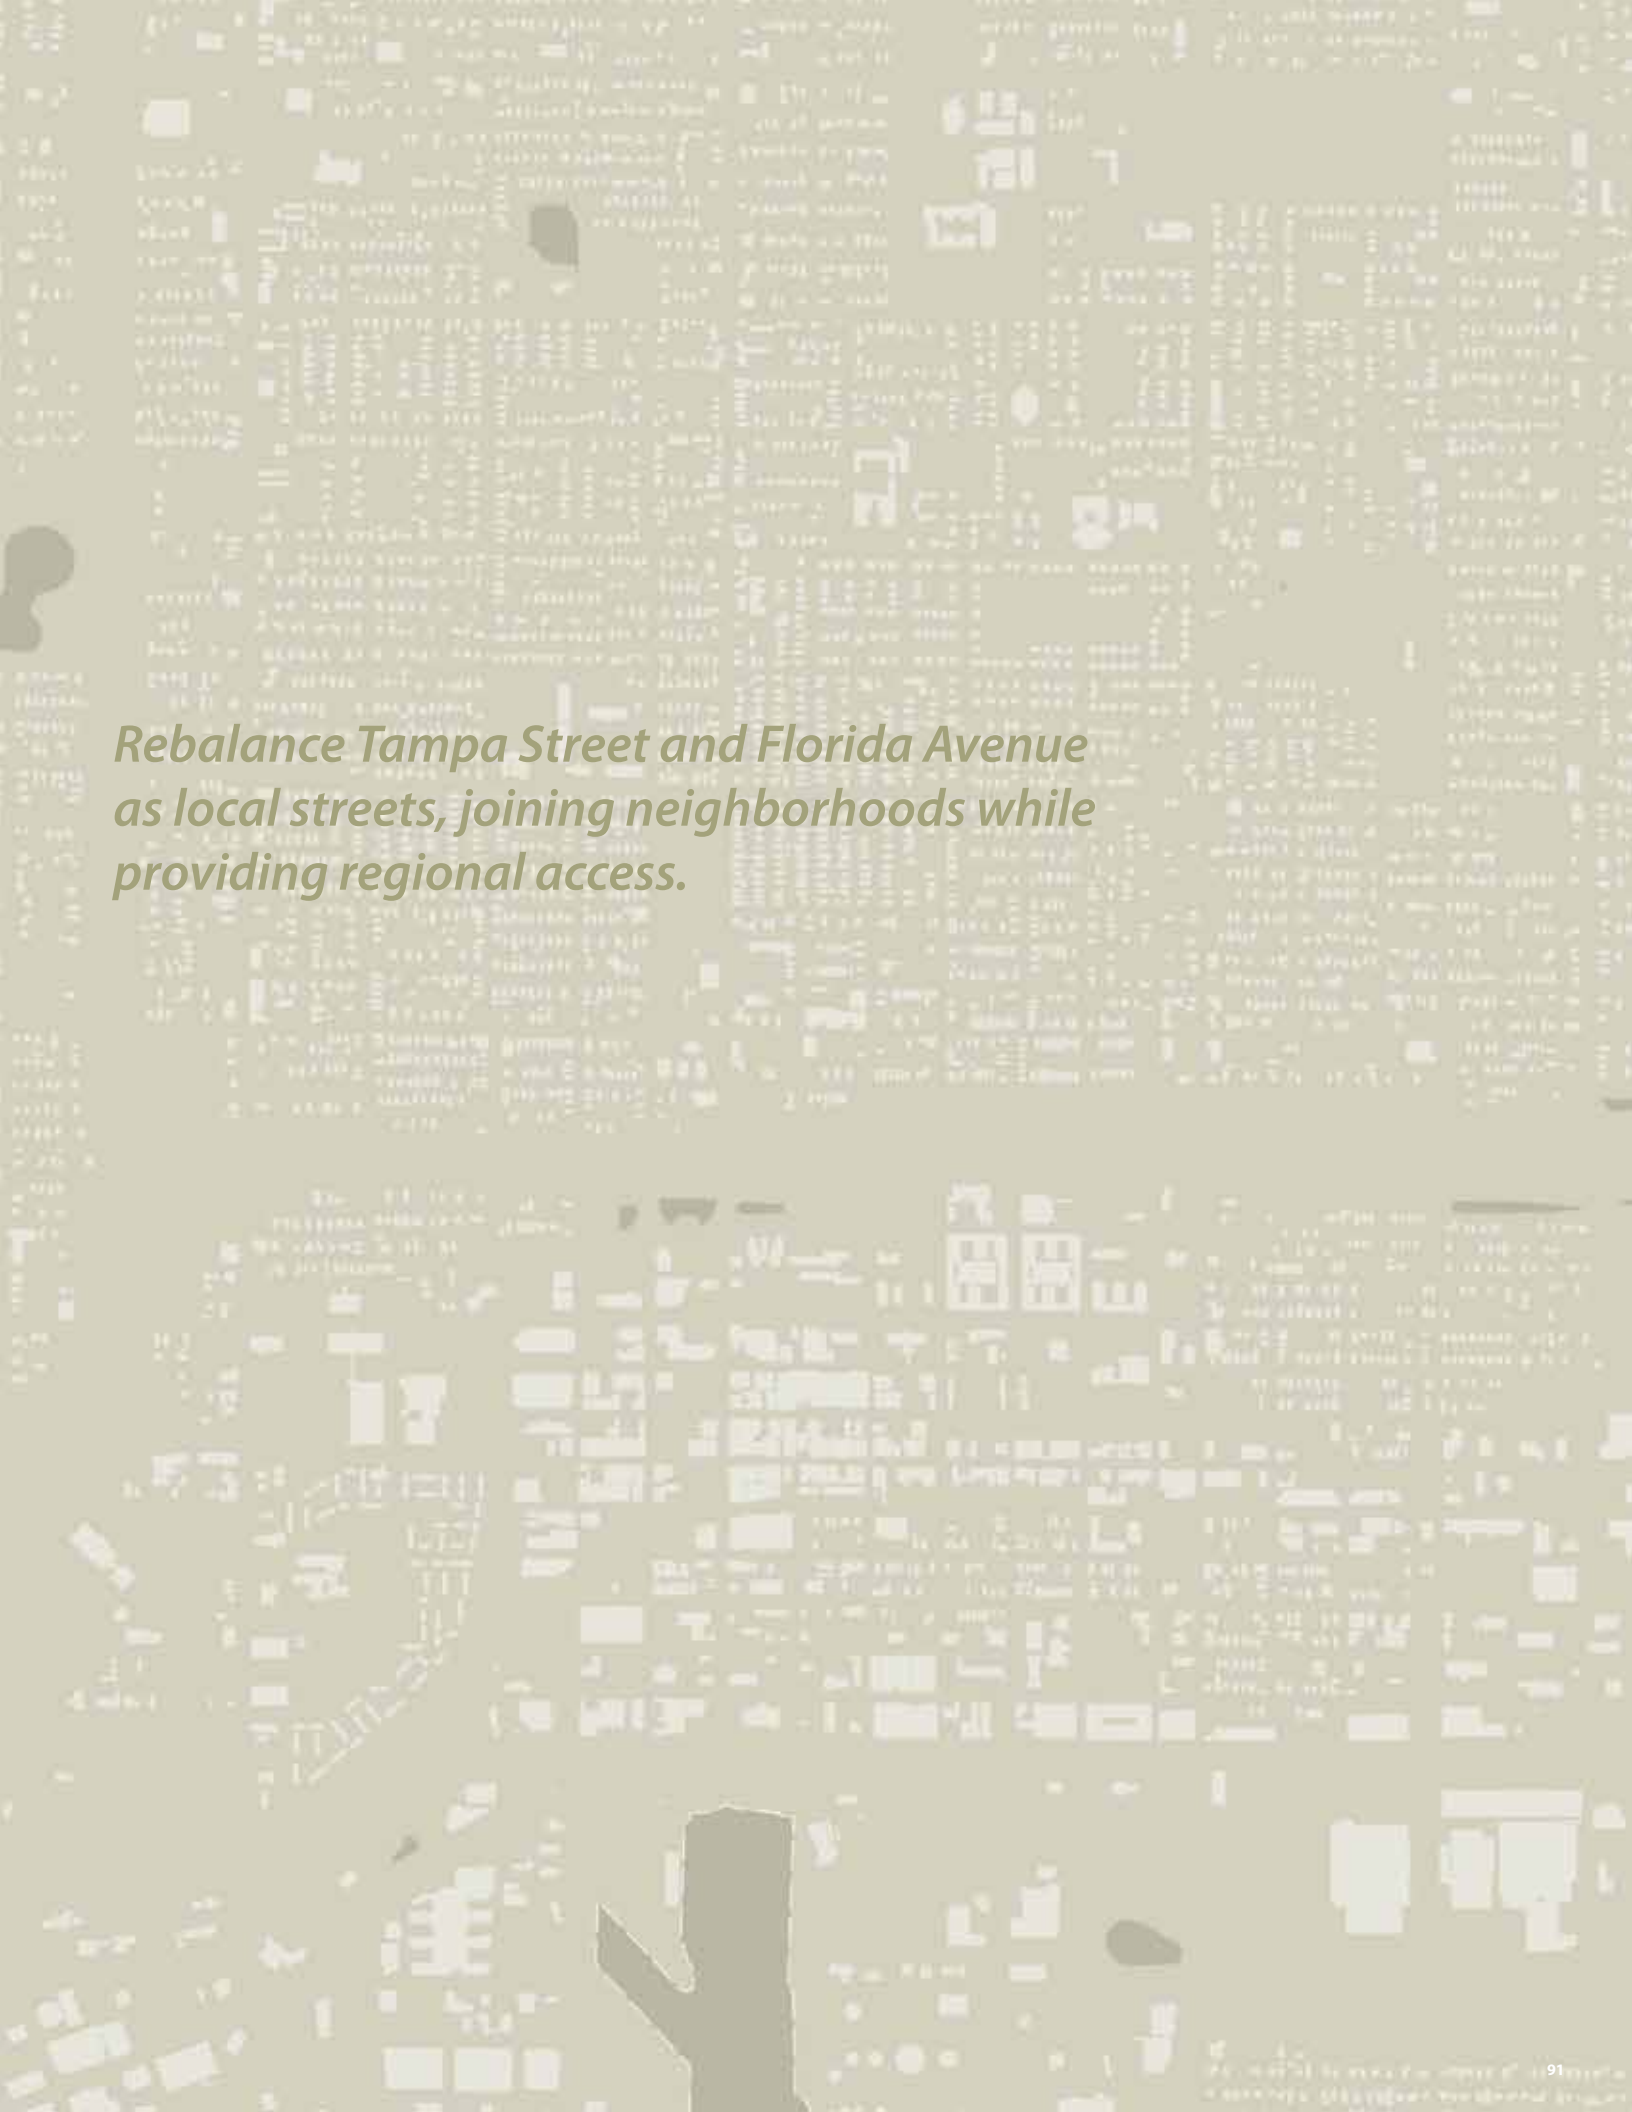 Rebalance Tampa Street and Florida Avenue
as local streets, joining neighborhoods while
providing regional access.
91